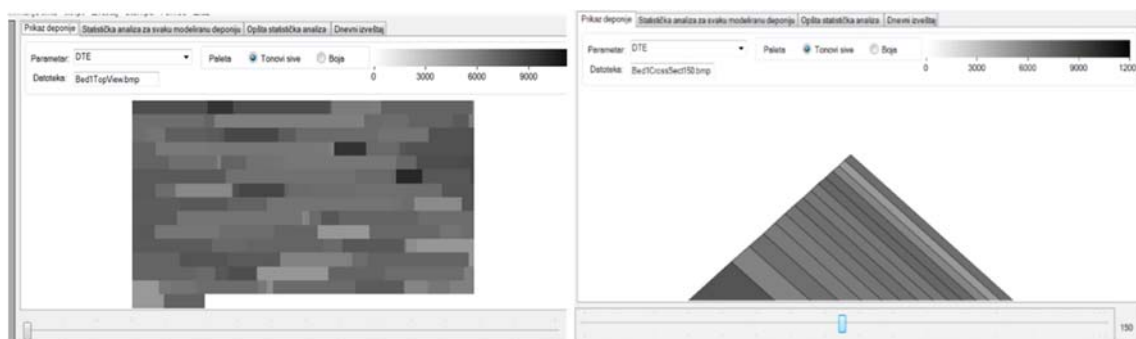 Prikaz deponije Statistička analiza za svaku modeliranu deponiju Opšta statistička analiza Dnevni izveštaj
Parametar: DTE Paleta Tonovi sive Boja
0 3000 6000 9000
Datoteka: Bed1TopView.bmp
Prikaz deponije Statistička analiza za svaku modeliranu deponiju Opšta statistička analiza Dnevni izveštaj
Parametar: DTE Paleta Tonovi sive Boja
0 3000 6000 9000 1200
Datoteka: Bed1CrossSect150.bmp
150